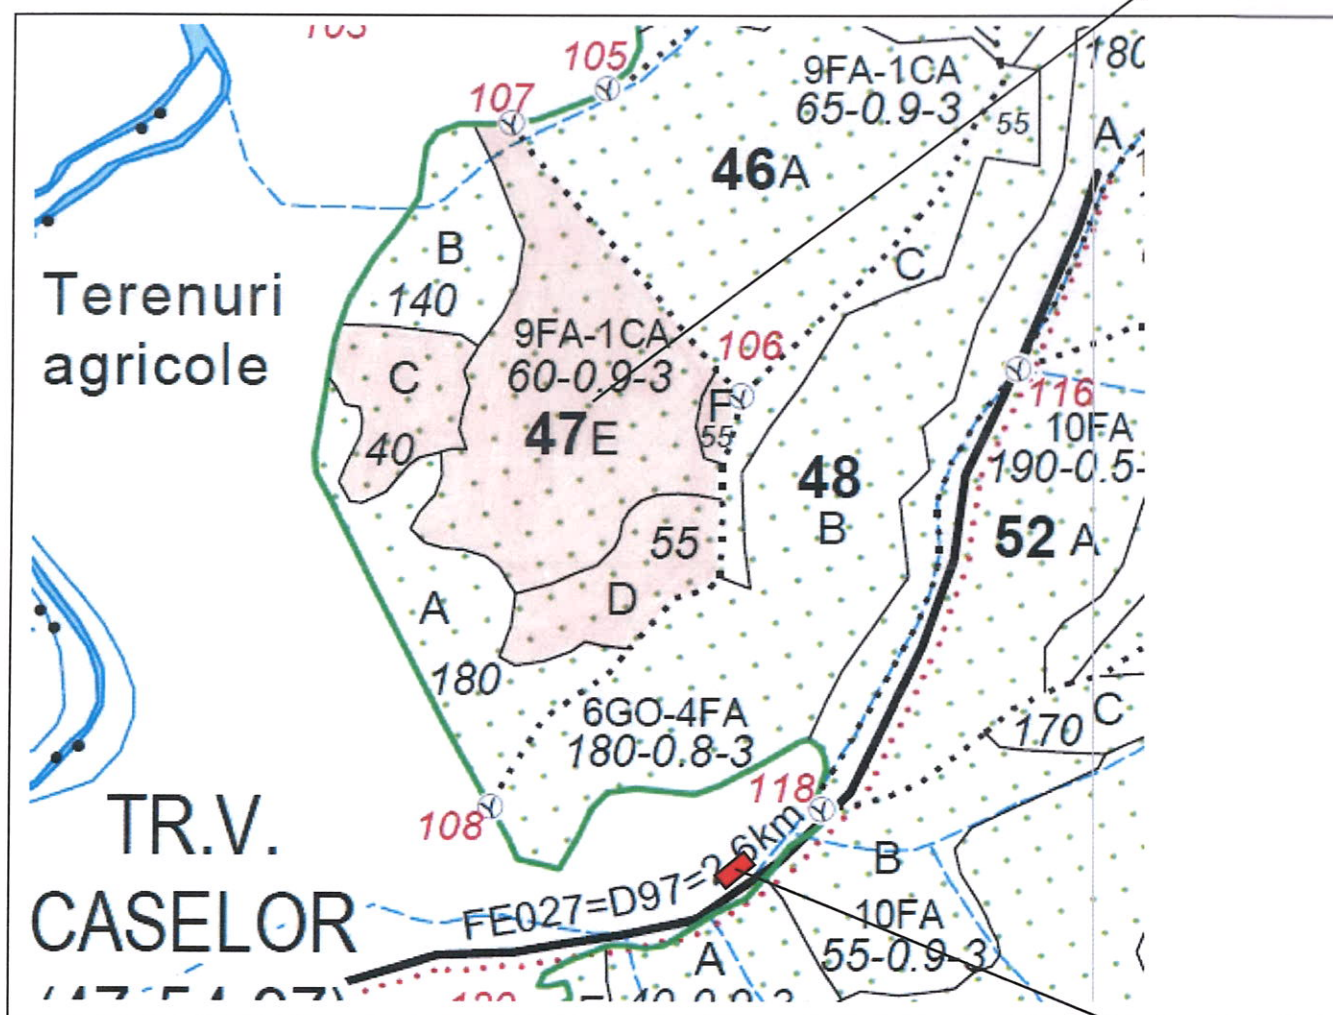 105
107
9FA-1CA
65-0.9-3
55
180
A
46A
B
140
C
Terenuri
agricole
9FA-1CA
60-0.9-3
106
C
40
F
55
47E
116
10FA
190-0.5-
48
B
52 A
55
D
A
180
6GO-4FA
180-0.8-3
170
C
118
108
TR.V.
CASELOR
FE027=D97=2.6km
B
10FA
55-0.9-3
A